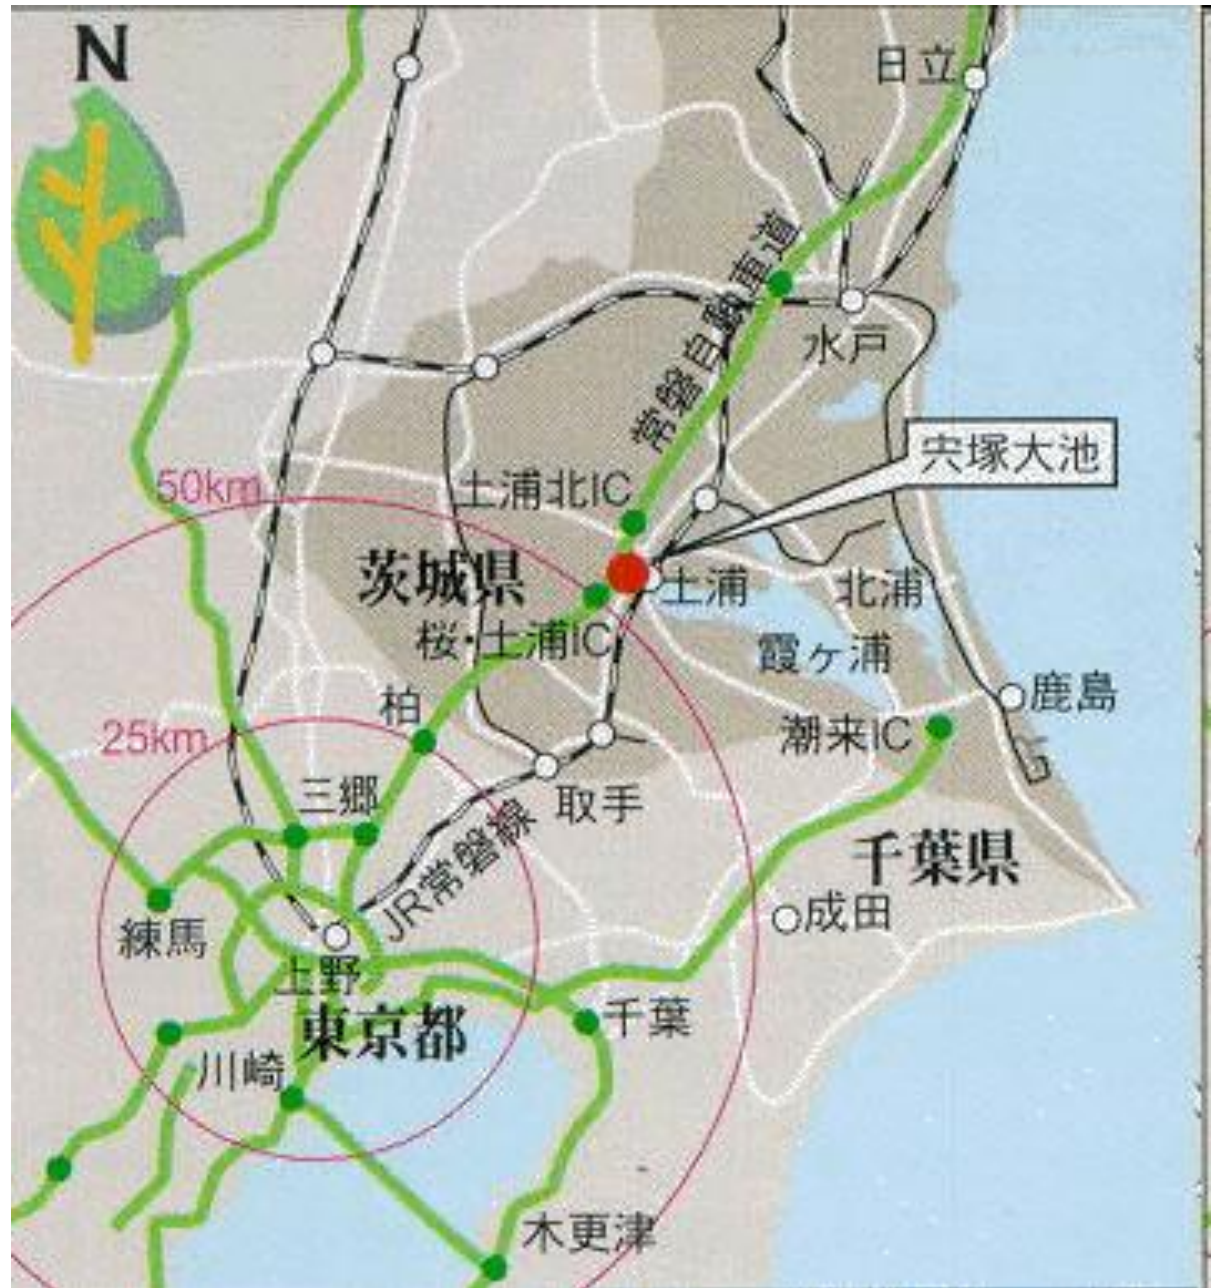 N
日立
常磐自動車道
水戸
宍塚大池
50km
土浦北IC
茨城県
土浦
北浦
桜・土浦IC
霞ヶ浦
柏
鹿島
25km
潮来IC
三郷
取手
JR常磐線
千葉県
練馬
成田
上野
東京都
千葉
川崎
木更津